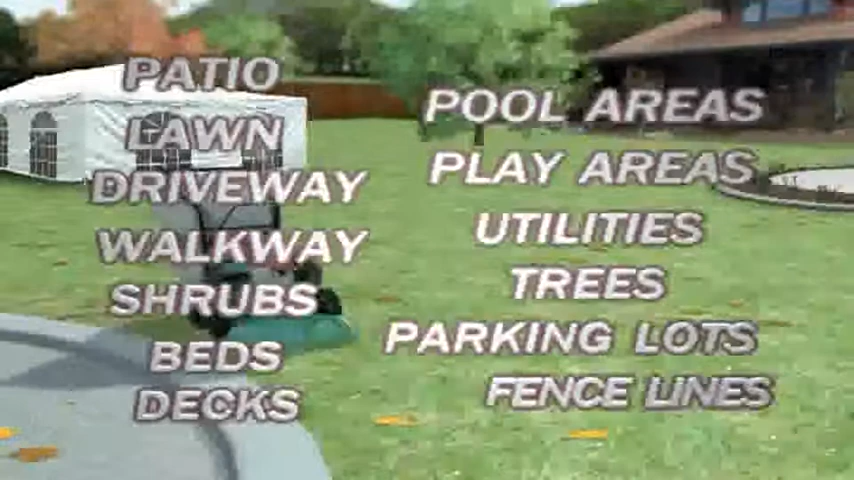 PATIO
LAWN
DRIVEWAY
WALKWAY
SHRUBS
BEDS
DECKS
POOL AREAS
PLAY AREAS
UTILITIES
TREES
PARKING LOTS
FENCE LINES